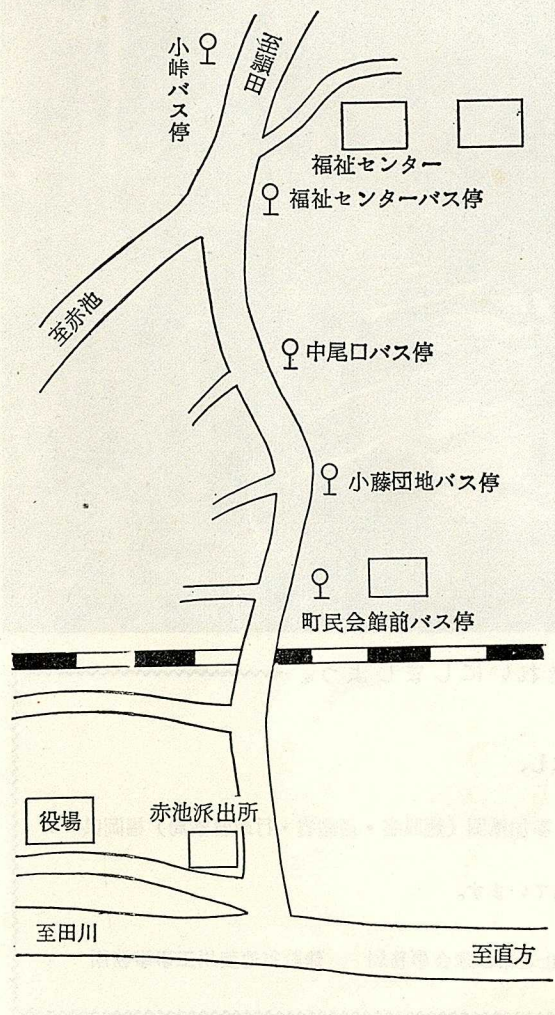 小峠バス停
至頴田
福祉センター
福祉センターバス停
至赤池
中尾口バス停
小藤団地バス停
町民会館前バス停
役場
赤池派出所
至田川
至直方